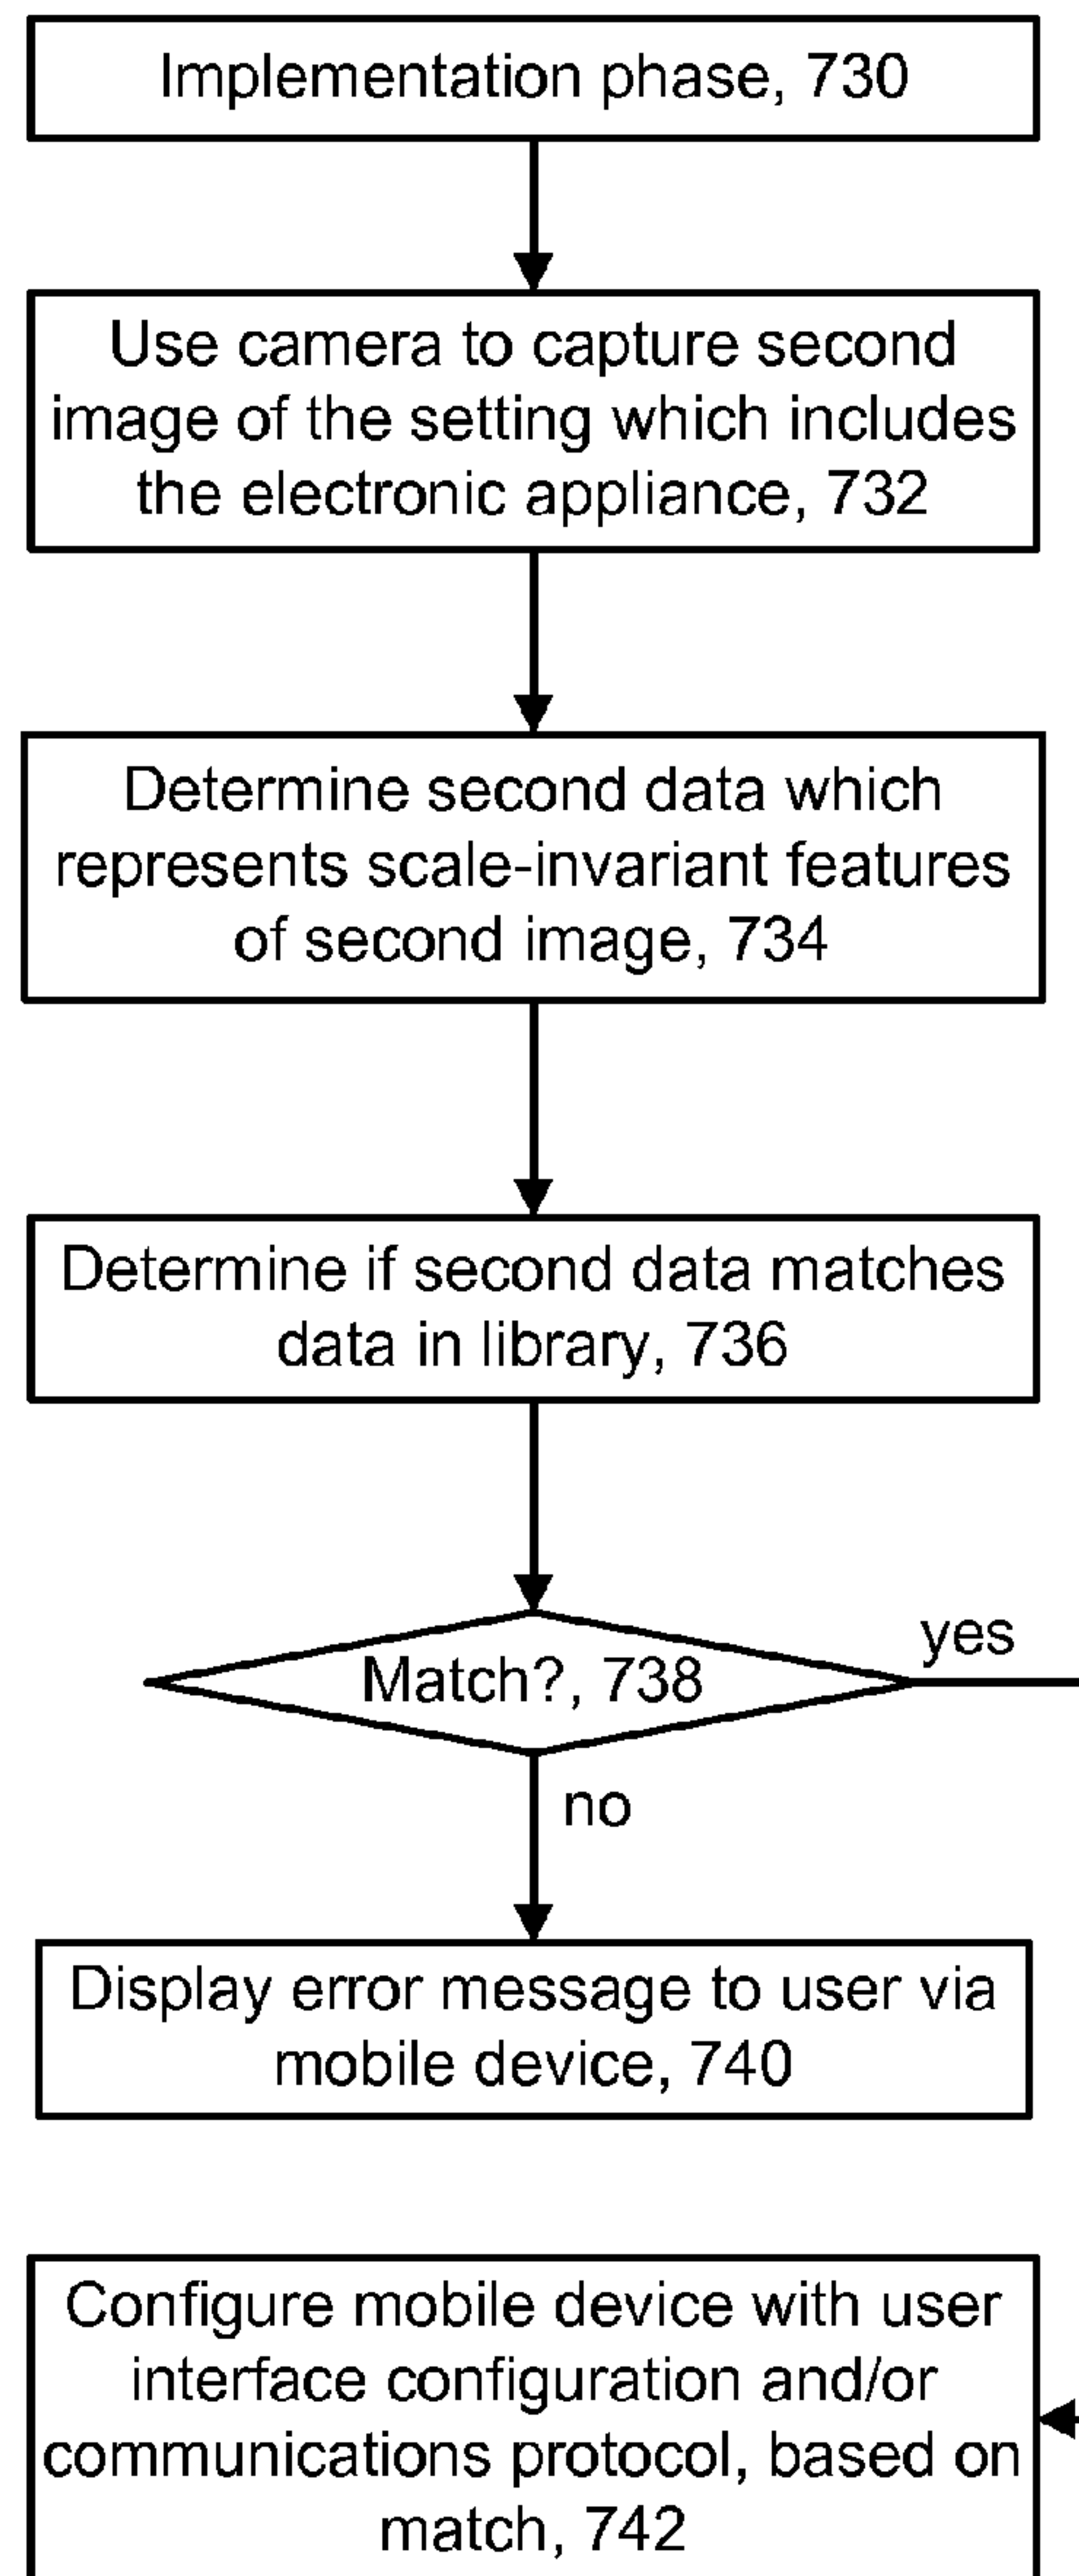 Implementation phase, 730
Use camera to capture second
image of the setting which includes
the electronic appliance, 732
Determine second data which
represents scale-invariant features
of second image, 734
Determine if second data matches
data in library, 736
Match?, 738
yes
no
Display error message to user via
mobile device, 740
Configure mobile device with user
interface configuration and/or
communications protocol, based on
match, 742